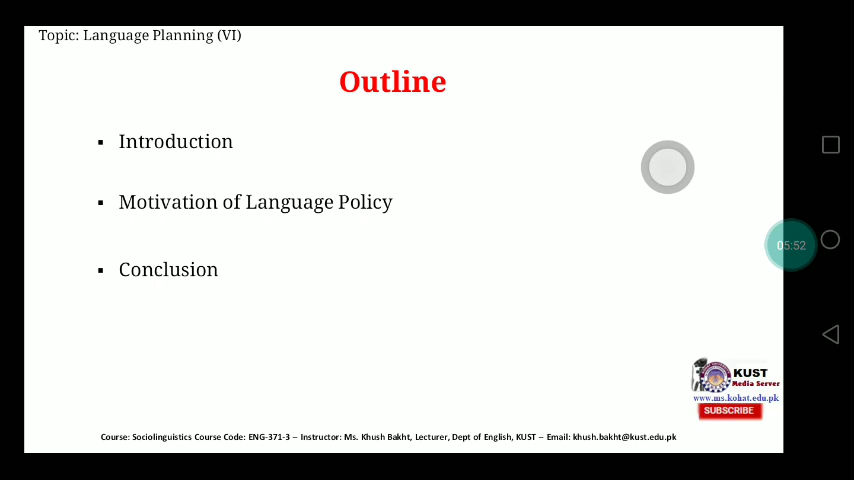 Topic: Language Planning (VI)
Outline
▪ Introduction
▪ Motivation of Language Policy
▪ Conclusion
05:52
KUST
Media Server
www.ms.kohat.edu.pk
SUBSCRIBE
Course: Sociolinguistics Course Code: ENG-371-3 – Instructor: Ms. Khush Bakht, Lecturer, Dept of English, KUST – Email: khush.bakht@kust.edu.pk